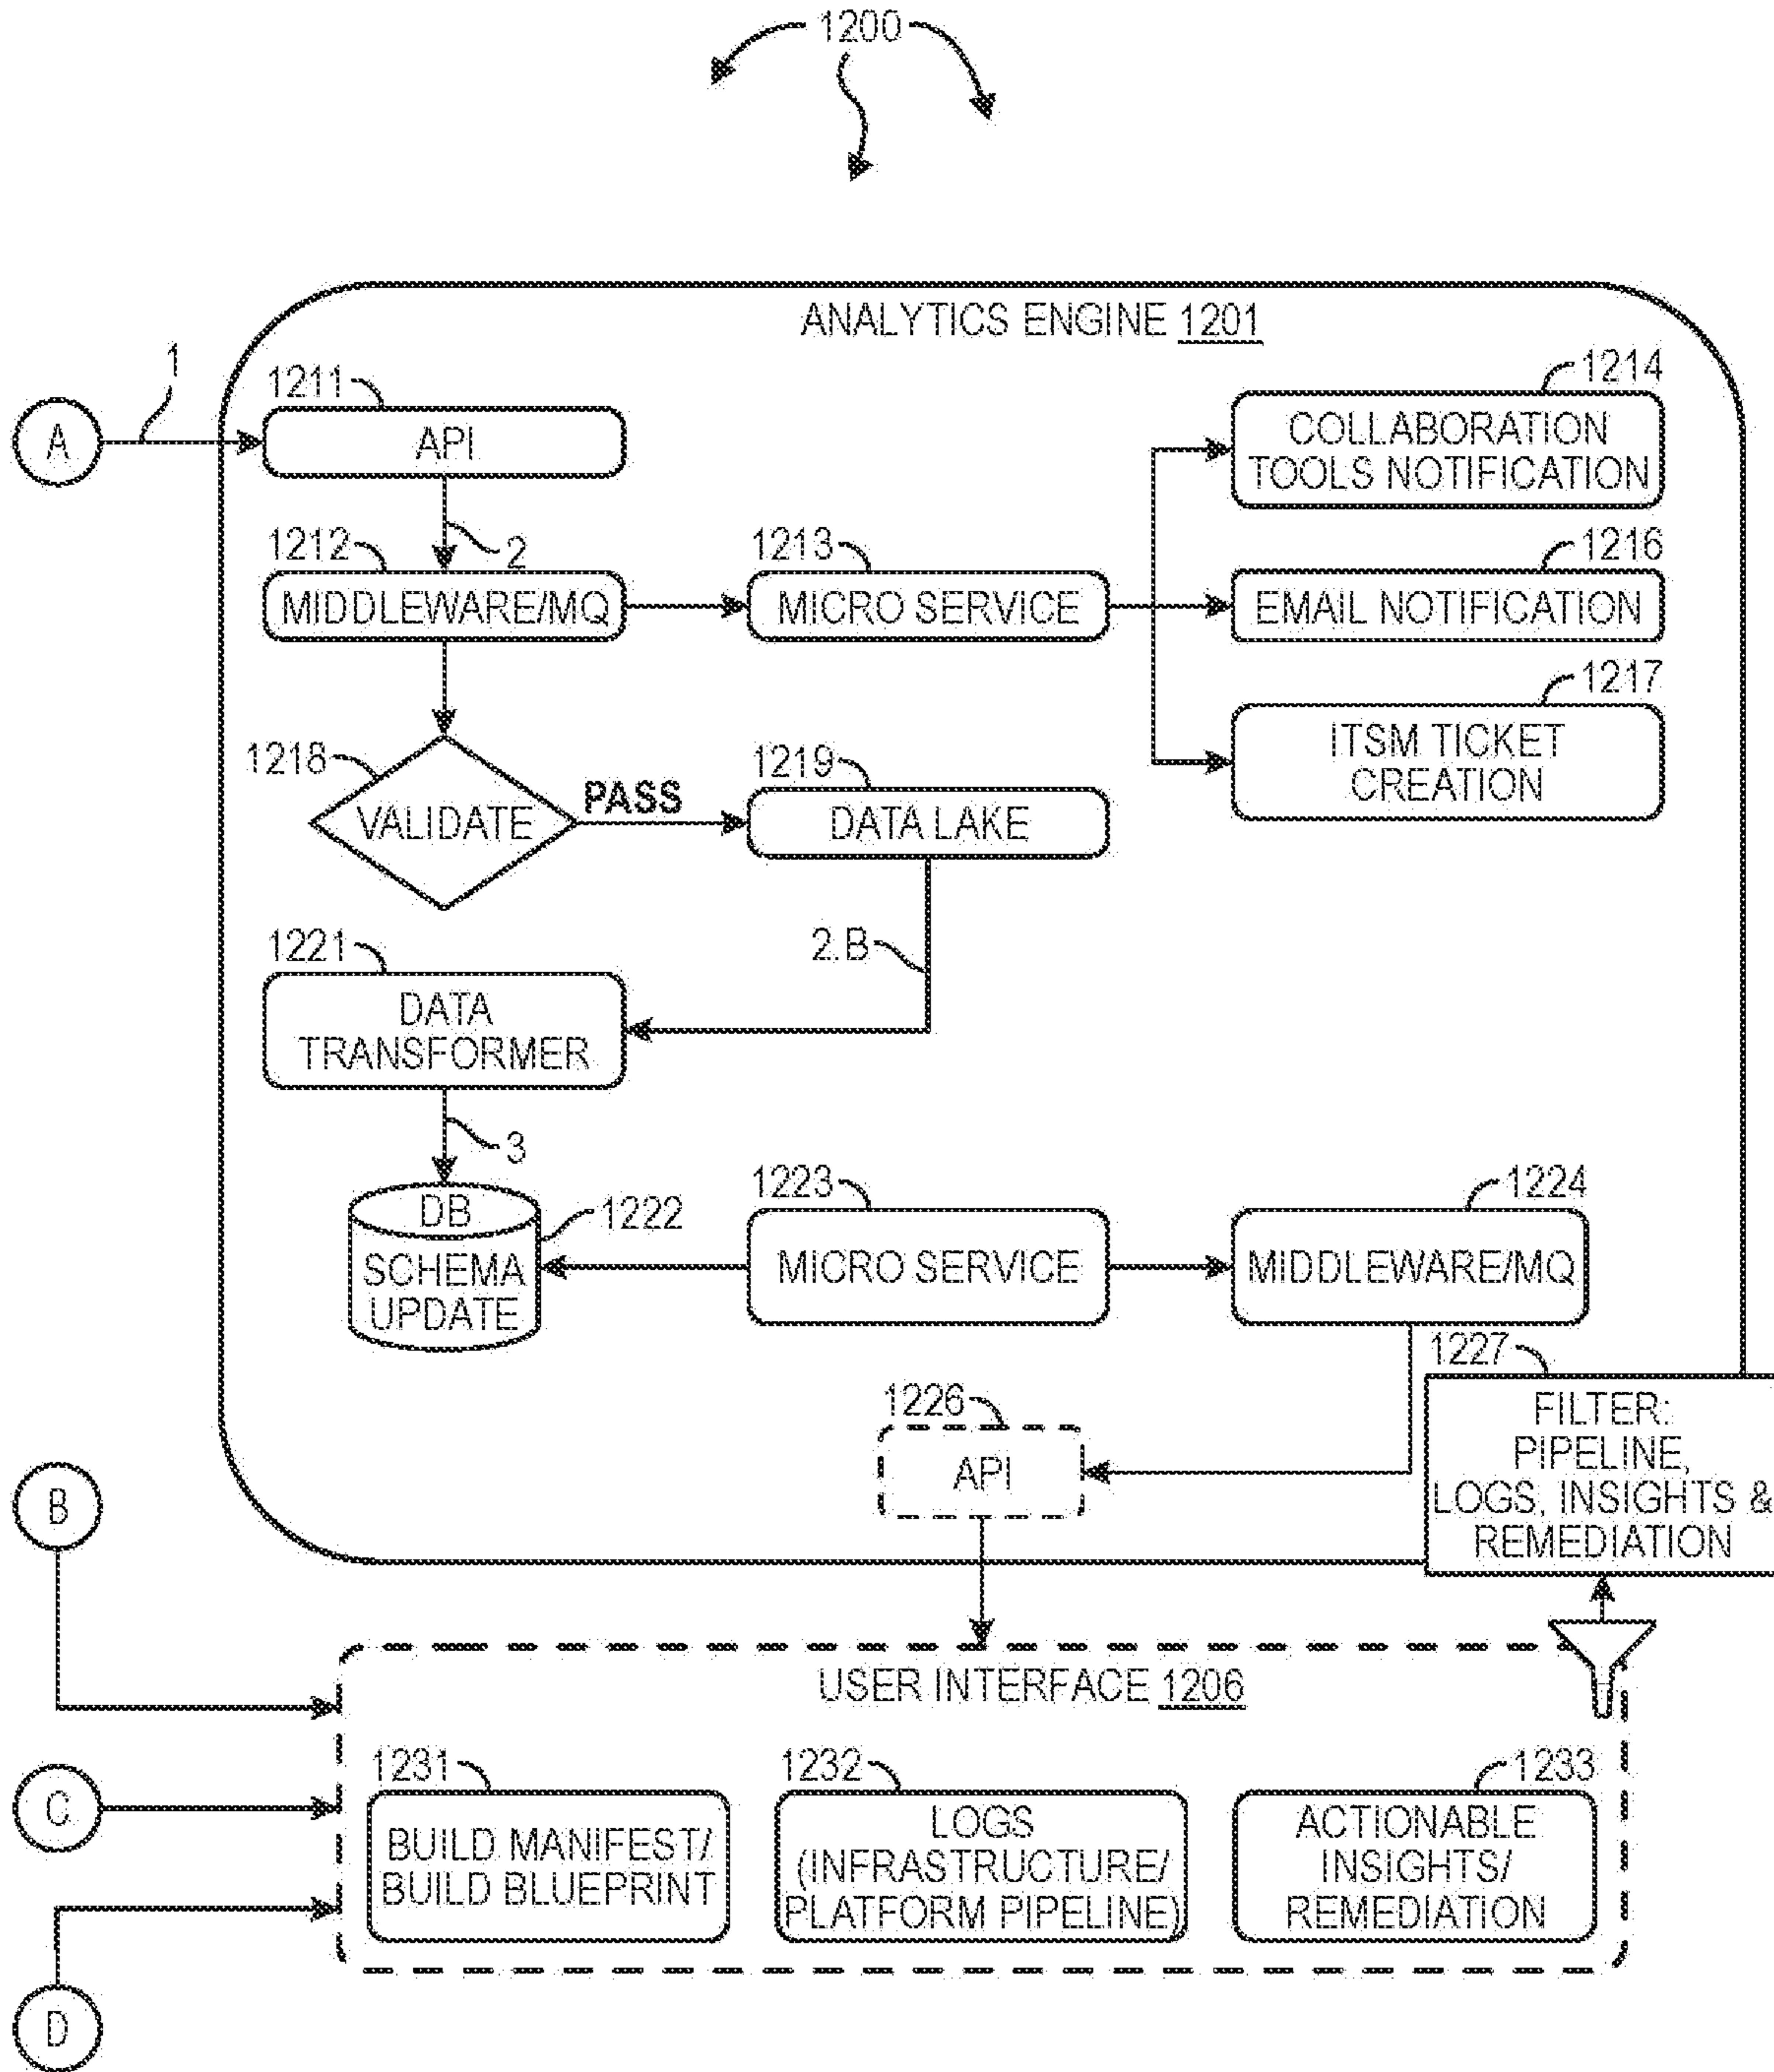 1200
ANALYTICS ENGINE 1201
1
1211
1214
A
API
COLLABORATION
TOOLS NOTIFICATION
2
1212
1213
1216
MIDDLEWARE/MQ
MICRO SERVICE
EMAIL NOTIFICATION
1217
1218
1219
ITSM TICKET
CREATION
VALIDATE
PASS
DATA LAKE
1221
2.B
DATA
TRANSFORMER
3
1223
1224
DB
1222
SCHEMA
UPDATE
MICRO SERVICE
MIDDLEWARE/MQ
1227
1226
FILTER:
PIPELINE,
LOGS, INSIGHTS &
REMEDIATION
API
B
USER INTERFACE 1206
1231
1232
1233
C
BUILD MANIFEST/
BUILD BLUEPRINT
LOGS
(INFRASTRUCTURE/
PLATFORM PIPELINE)
ACTIONABLE
INSIGHTS/
REMEDIATION
D